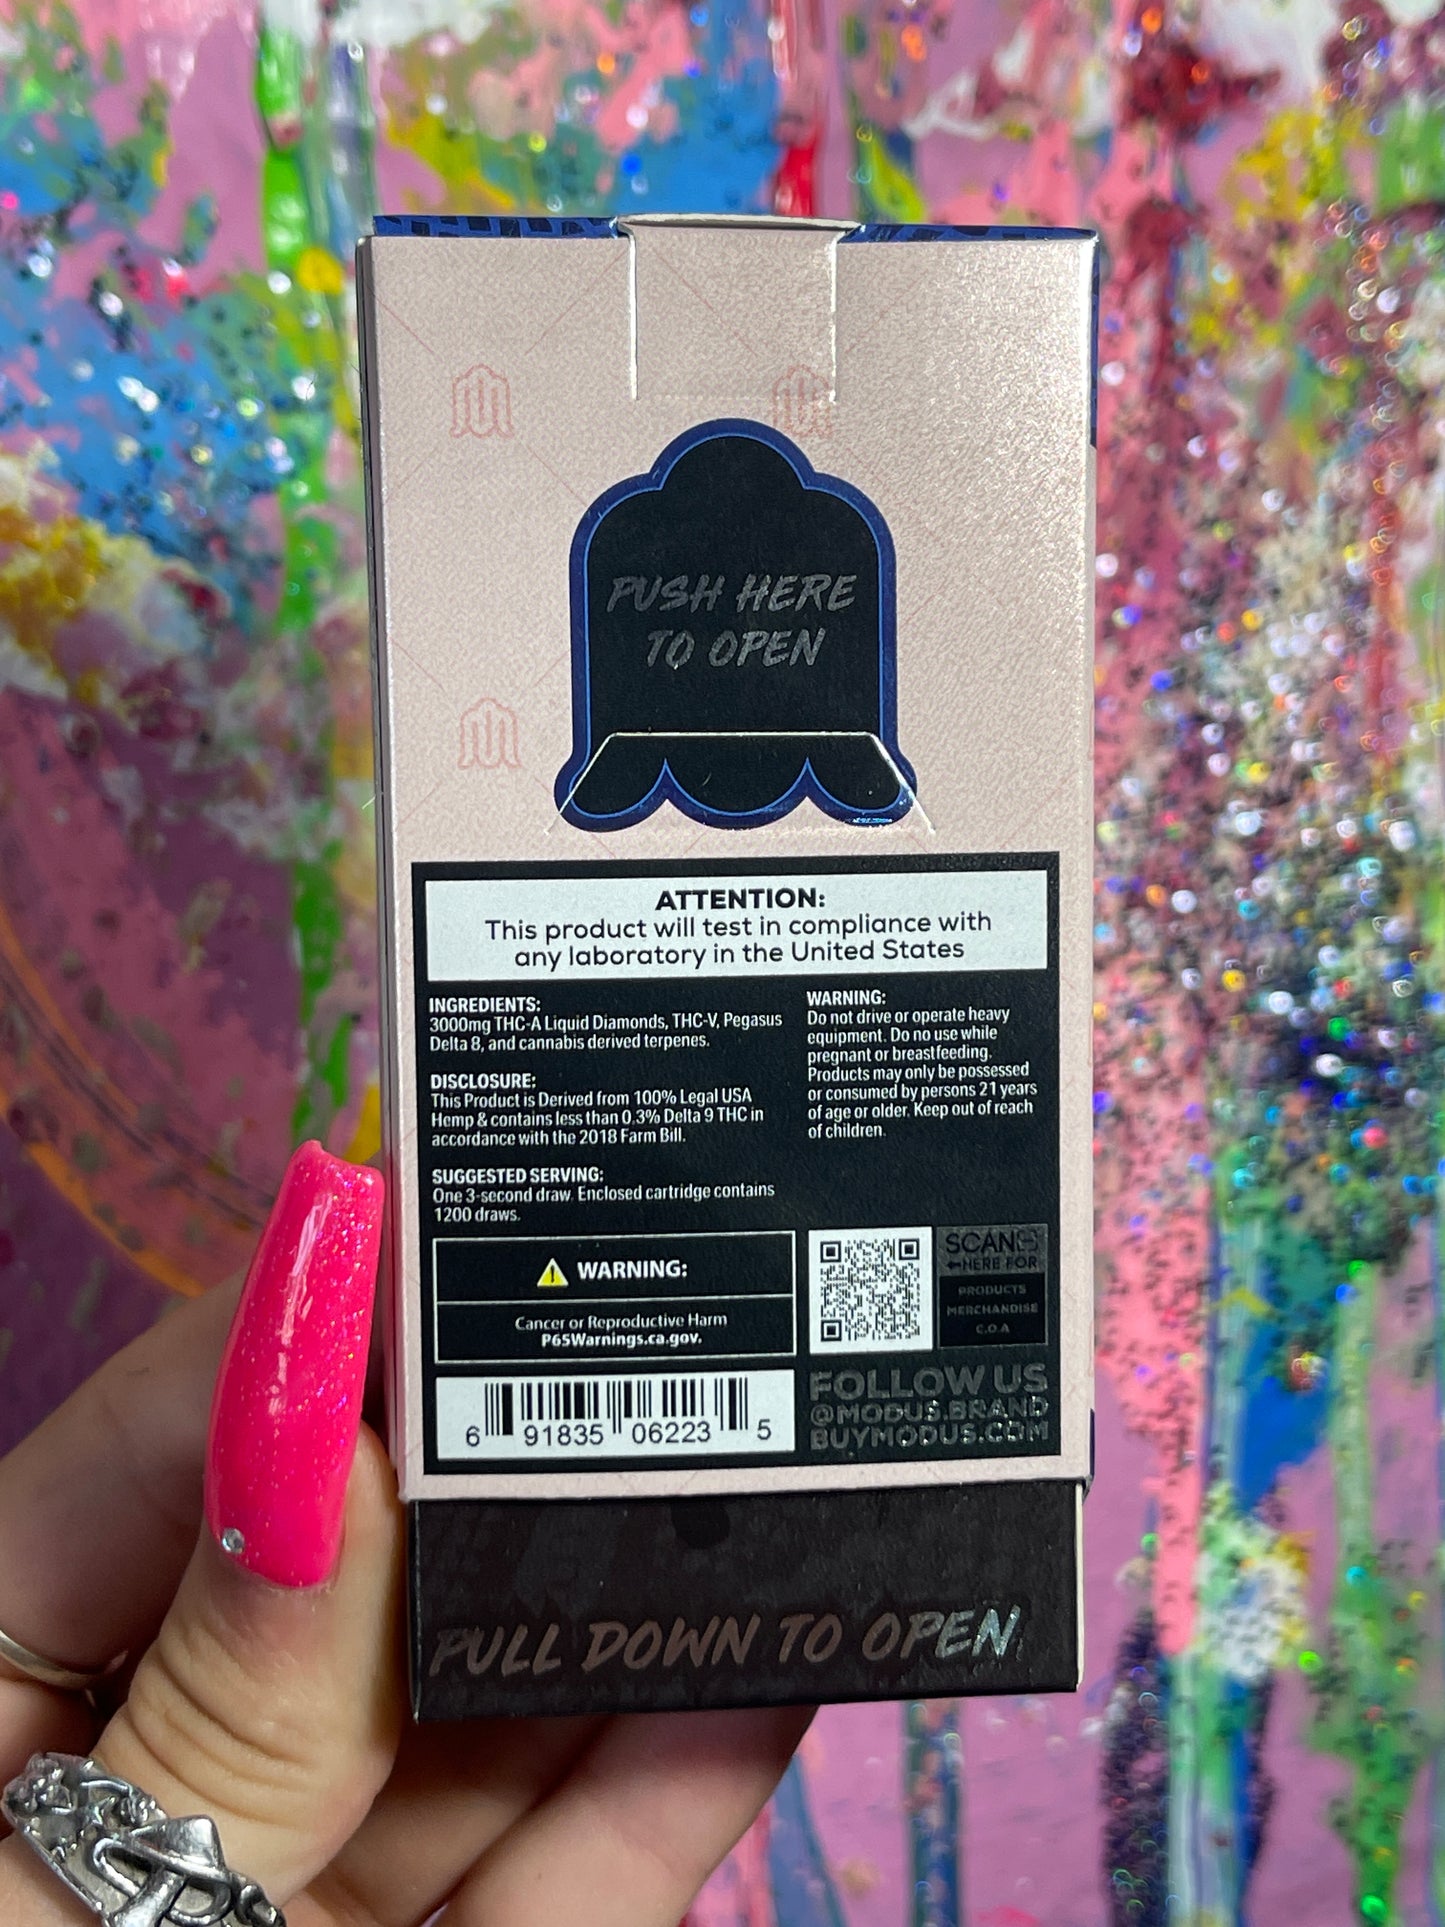 PUSH HERE
TO OPEN
ATTENTION:
This product will test in compliance with
any laboratory in the United States
INGREDIENTS:
3000mg THC-A Liquid Diamonds, THC-V, Pegasus
Delta 8, and cannabis derived terpenes.
DISCLOSURE:
This Product is Derived from 100% Legal USA
Hemp & contains less than 0.3% Delta 9 THC in
accordance with the 2018 Farm Bill.
SUGGESTED SERVING:
One 3-second draw. Enclosed cartridge contains
1200 draws.
WARNING:
Do not drive or operate heavy
equipment. Do no use while
pregnant or breastfeeding.
Products may only be possessed
or consumed by persons 21 years
of age or older. Keep out of reach
of children.
WARNING:
Cancer or Reproductive Harm
P65Warnings.ca.gov.
SCAN
HERE FOR
PRODUCTS
MERCHANDISE
C.O.A
6 91835 06223 5
FOLLOW US
@MODUS.BRAND
BUYMODUS.COM
PULL DOWN TO OPEN